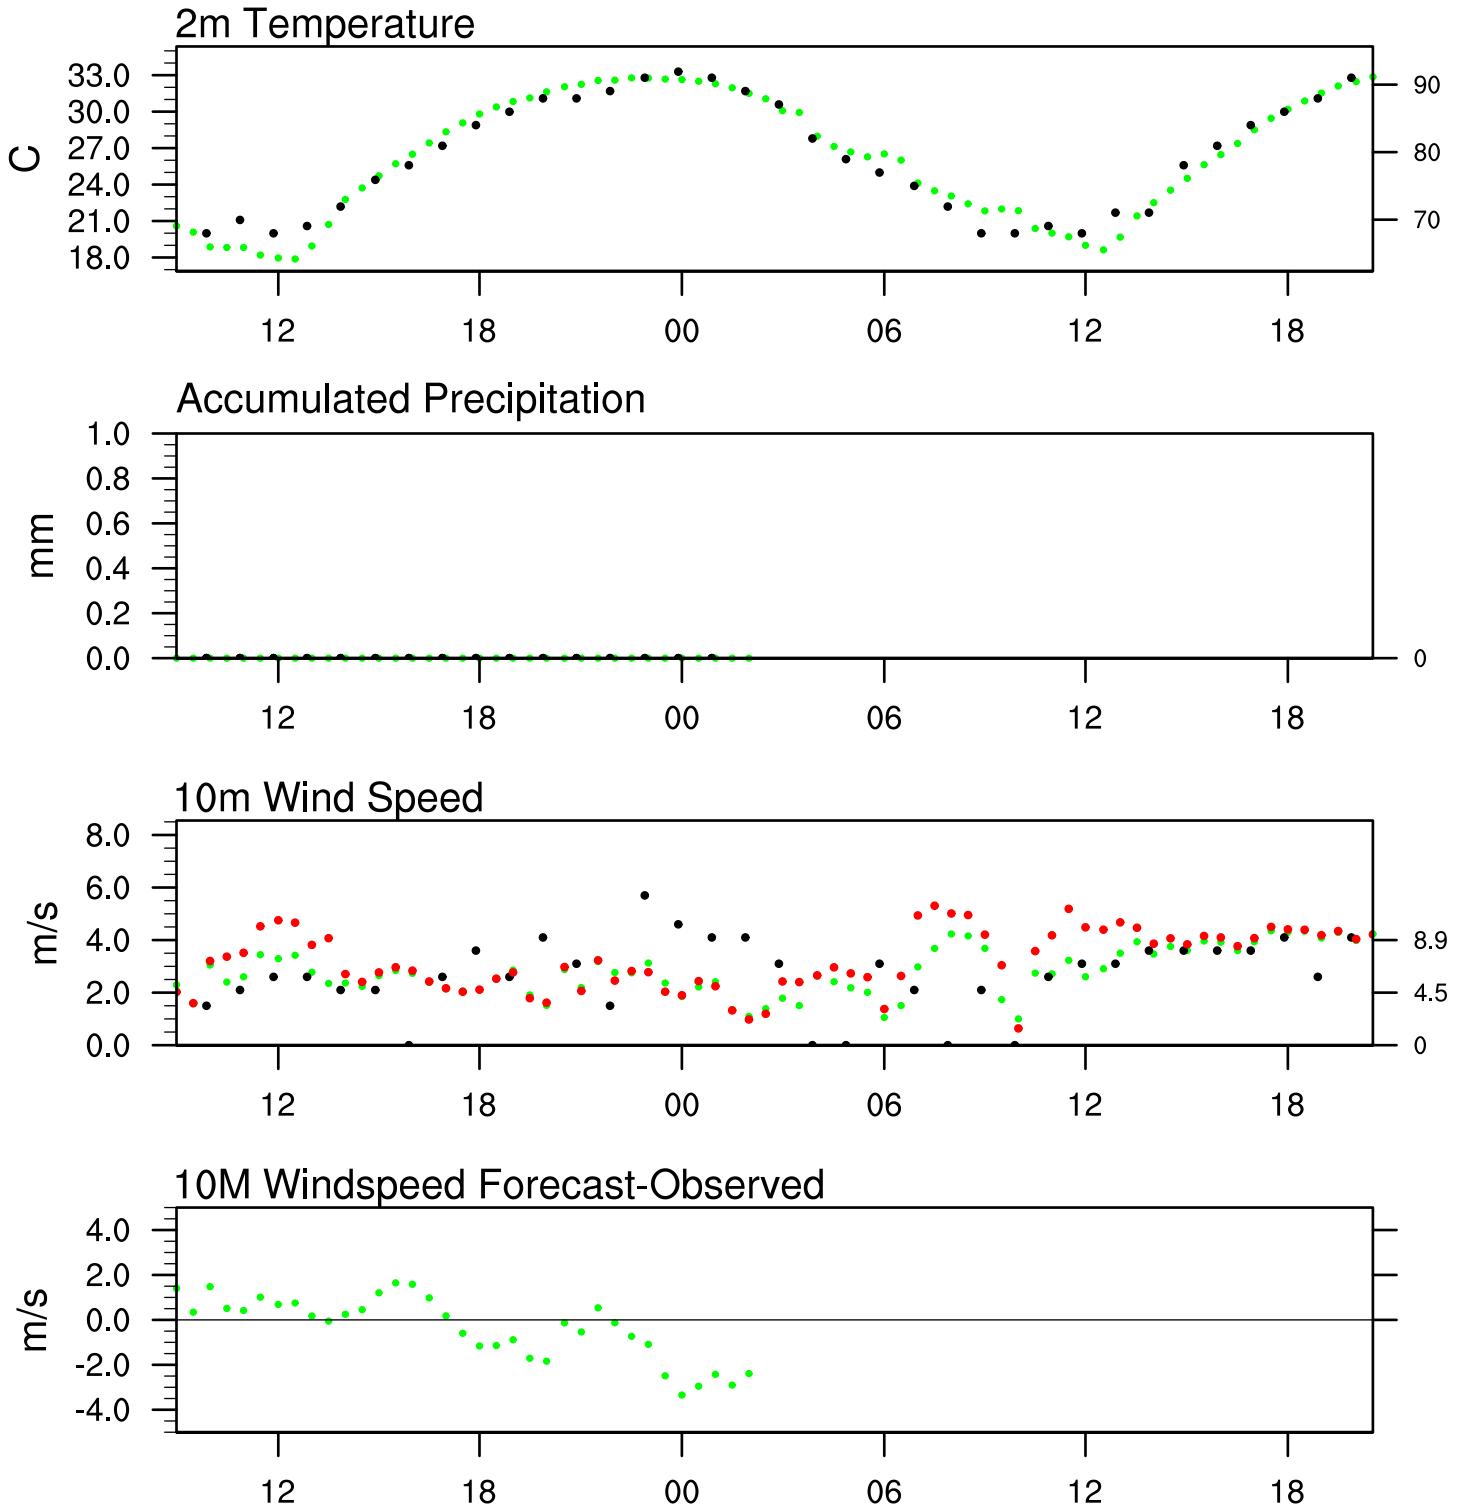 2m Temperature
33.0
30.0
27.0
24.0
21.0
18.0
C
90
80
70
12 18 00 06 12 18
Accumulated Precipitation
1.0
0.8
0.6
0.4
0.2
0.0
mm
0
12 18 00 06 12 18
10m Wind Speed
8.0
6.0
4.0
2.0
0.0
m/s
8.9
4.5
0
12 18 00 06 12 18
10M Windspeed Forecast-Observed
4.0
2.0
0.0
-2.0
-4.0
m/s
12 18 00 06 12 18